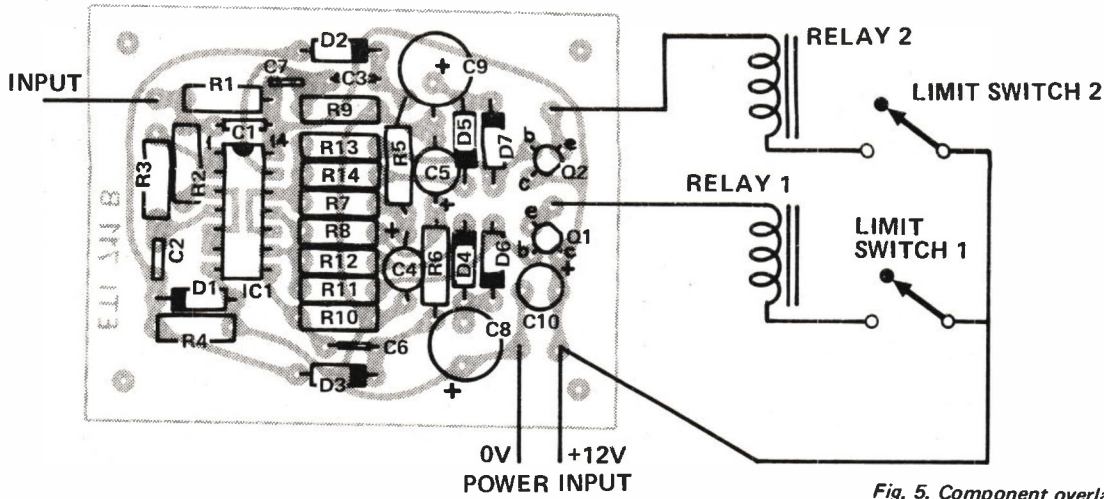 RELAY 2
D2
C9
C7
C3
INPUT
R1
LIMIT SWITCH 2
R9
C1
D5
D7
1
14
R5
b
e
R13
R3
R2
C5
Q2
R14
c
RELAY 1
R7
e
LIMIT
SWITCH 1
R8
Q1
C2
R6
D4
D6
b
c
R12
C4
D1
IC1
R11
C10
R10
C8
R4
C6
D3
0V
+12V
POWER INPUT
Fig. 5. Component overla